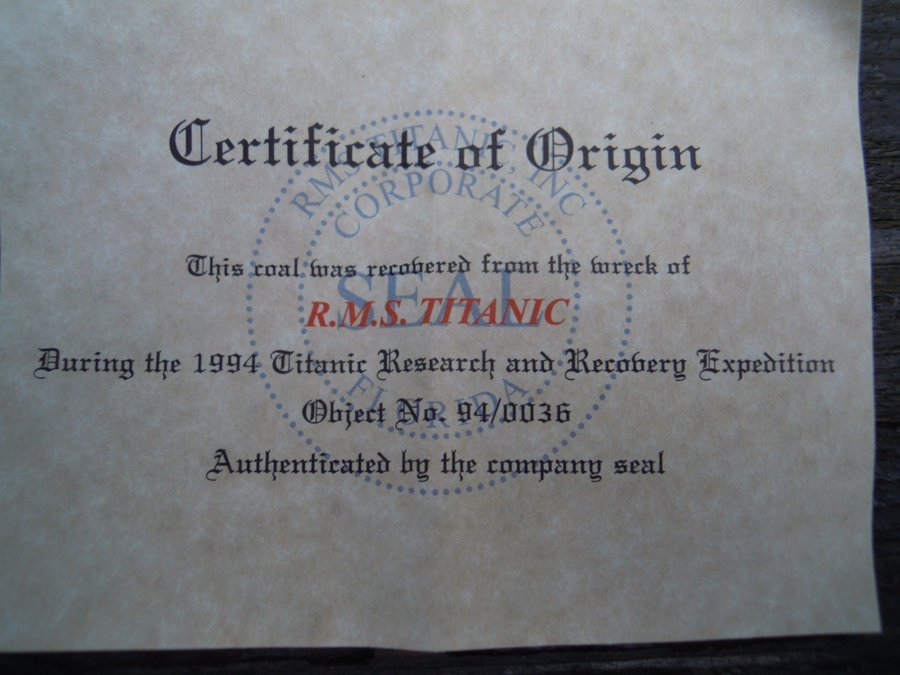 Certificate of Origin
RMS TITANIC, INC
CORPORATE
This coal was recovered from the wreck of
SEAL
R.M.S. TITANIC
During the 1994 Titanic Research and Recovery Expedition
FLORIDA
Object No. 94/0036
Authenticated by the company seal